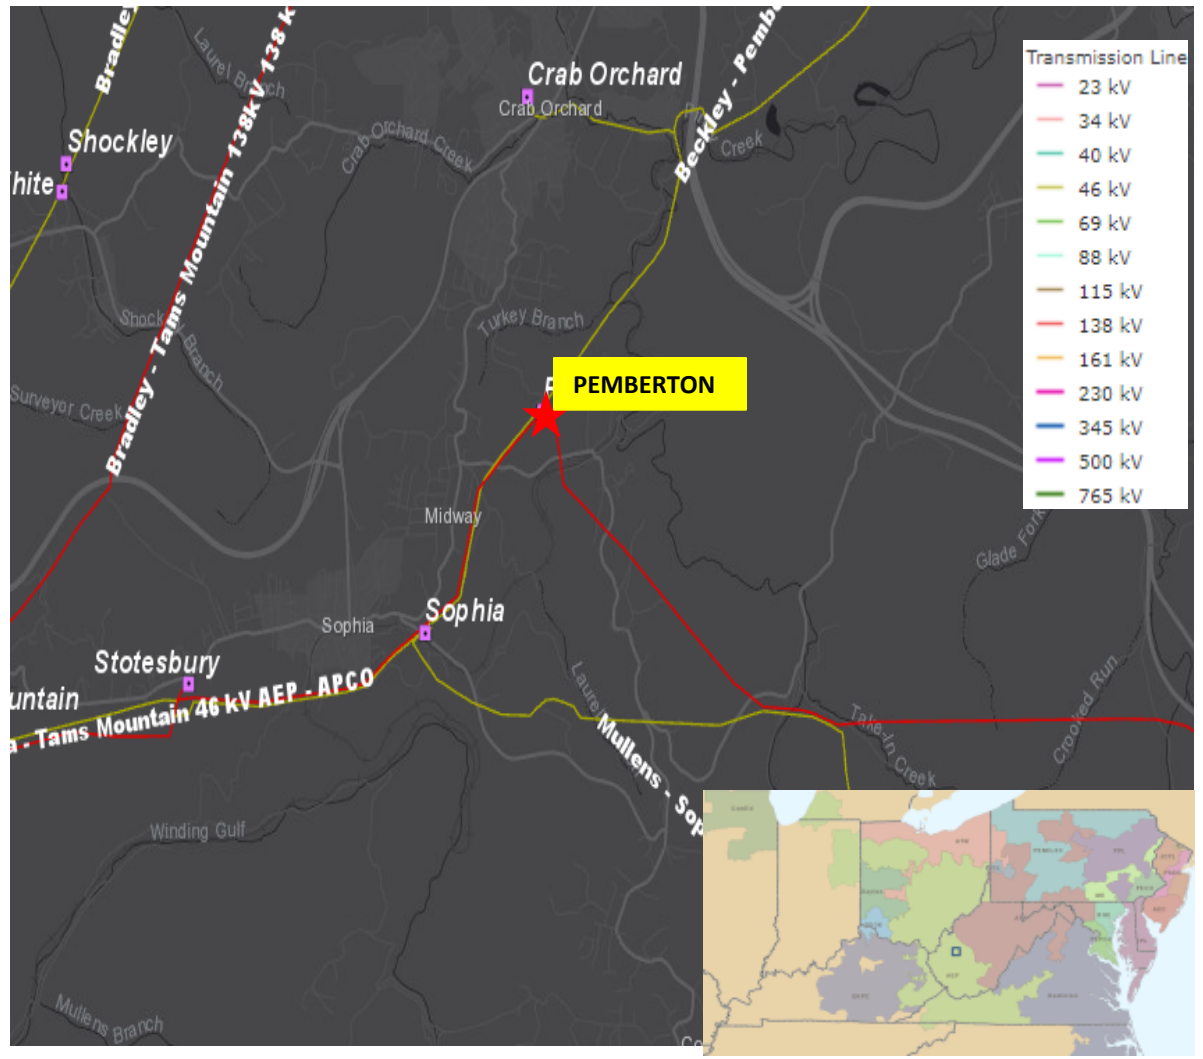 Bradley
Laurel Branch
Bradley - Tams Mountain 138kV 138 k
Crab Orchard
Crab Orchard
Crab Orchard Creek
Beckley - Pemb
Creek
Shockley
hite
Transmission Line
23 kV
34 kV
40 kV
46 kV
69 kV
88 kV
115 kV
138 kV
161 kV
230 kV
345 kV
500 kV
765 kV
Shockley Branch
Turkey Branch
Surveyor Creek
PEMBERTON
Midway
Glade Fork
Sophia
Sophia
Stotesbury
untain
a - Tams Mountain 46 kV AEP - APCO
Laurel
Mullens - Sop
Take-In Creek
Crooked Run
Winding Gulf
Mullens Branch
Co